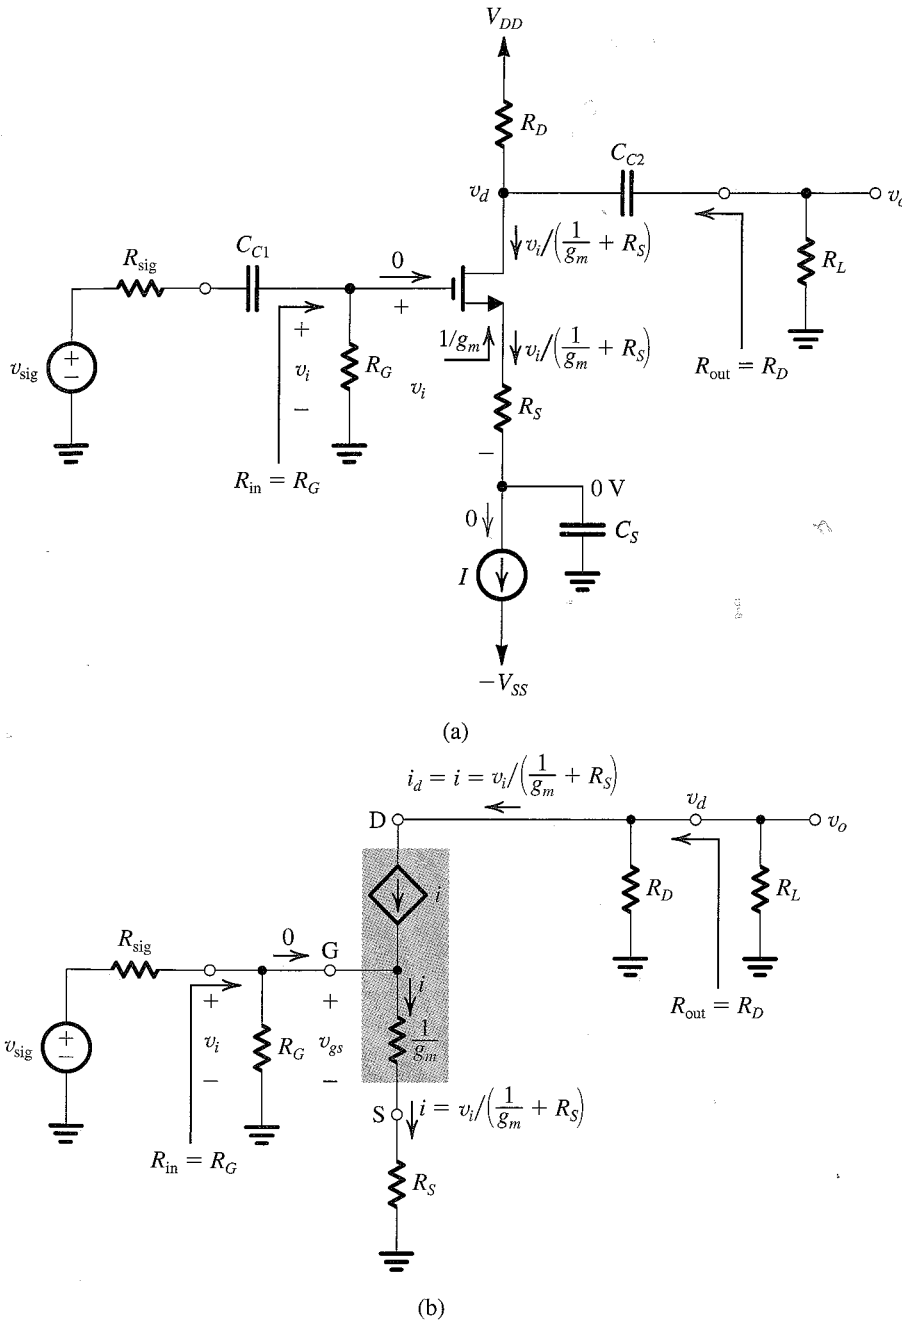 V_DD
R_D
C_C2
v_d
v_i/(1/g_m + R_S)
R_L
R_sig
C_C1
0
+
1/g_m
v_i/(1/g_m + R_S)
R_out = R_D
v_sig
+
−
+
v_i
−
R_G
v_i
R_S
−
R_in = R_G
0 V
0
C_S
I
−V_SS
(a)
i_d = i = v_i/(1/g_m + R_S)
D
v_d
v_o
i
R_D
R_L
R_sig
0
G
R_out = R_D
i
+
v_i
−
R_G
+
v_gs
−
1/g_m
v_sig
+
−
S
i = v_i/(1/g_m + R_S)
R_in = R_G
R_S
(b)